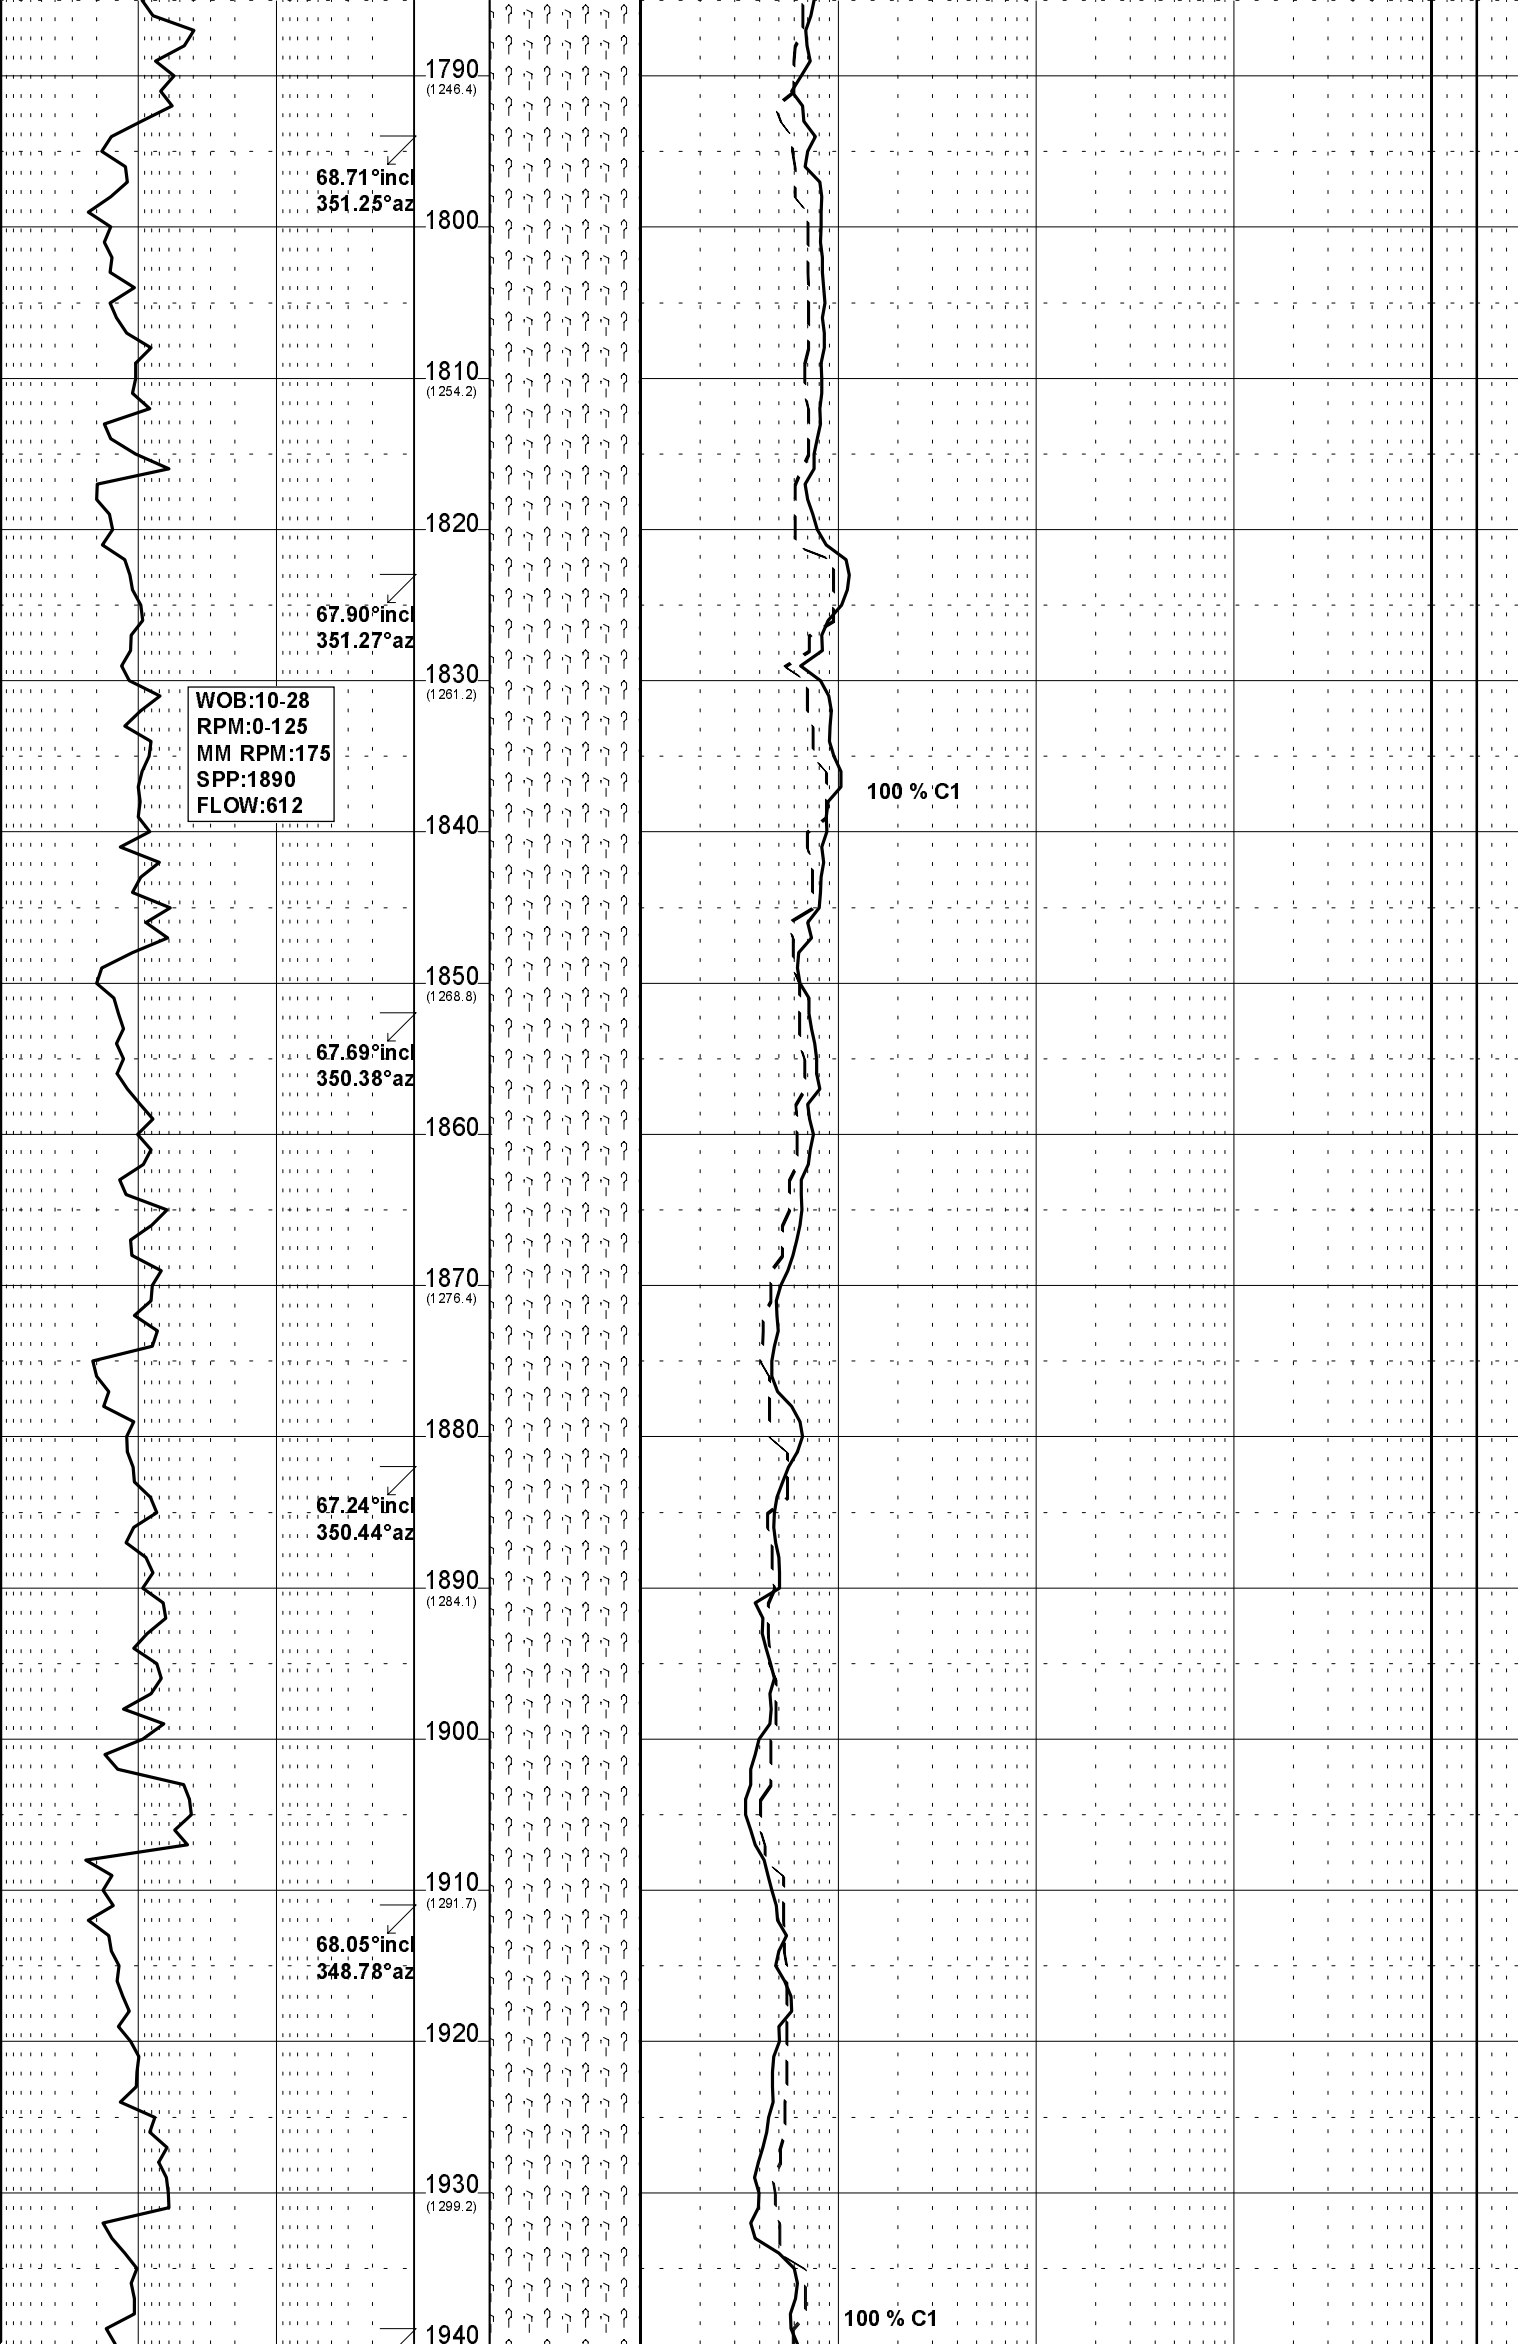 1790
(1246.4)
68.71°incl
351.25°az
1800
1810
(1254.2)
1820
67.90°incl
351.27°az
1830
(1261.2)
WOB:10-28
RPM:0-125
MM RPM:175
SPP:1890
FLOW:612
100 % C1
1840
1850
(1268.8)
67.69°incl
350.38°az
1860
1870
(1276.4)
1880
67.24°incl
350.44°az
1890
(1284.1)
1900
1910
(1291.7)
68.05°incl
348.78°az
1920
1930
(1299.2)
100 % C1
1940